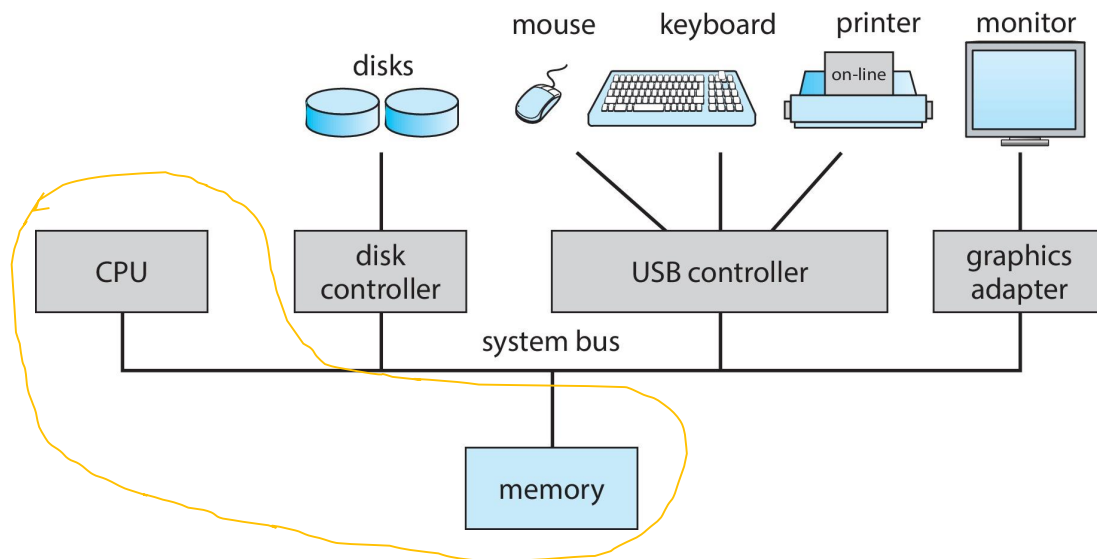 mouse
keyboard
printer
monitor
disks
on-line
CPU
disk
controller
USB controller
graphics
adapter
system bus
memory